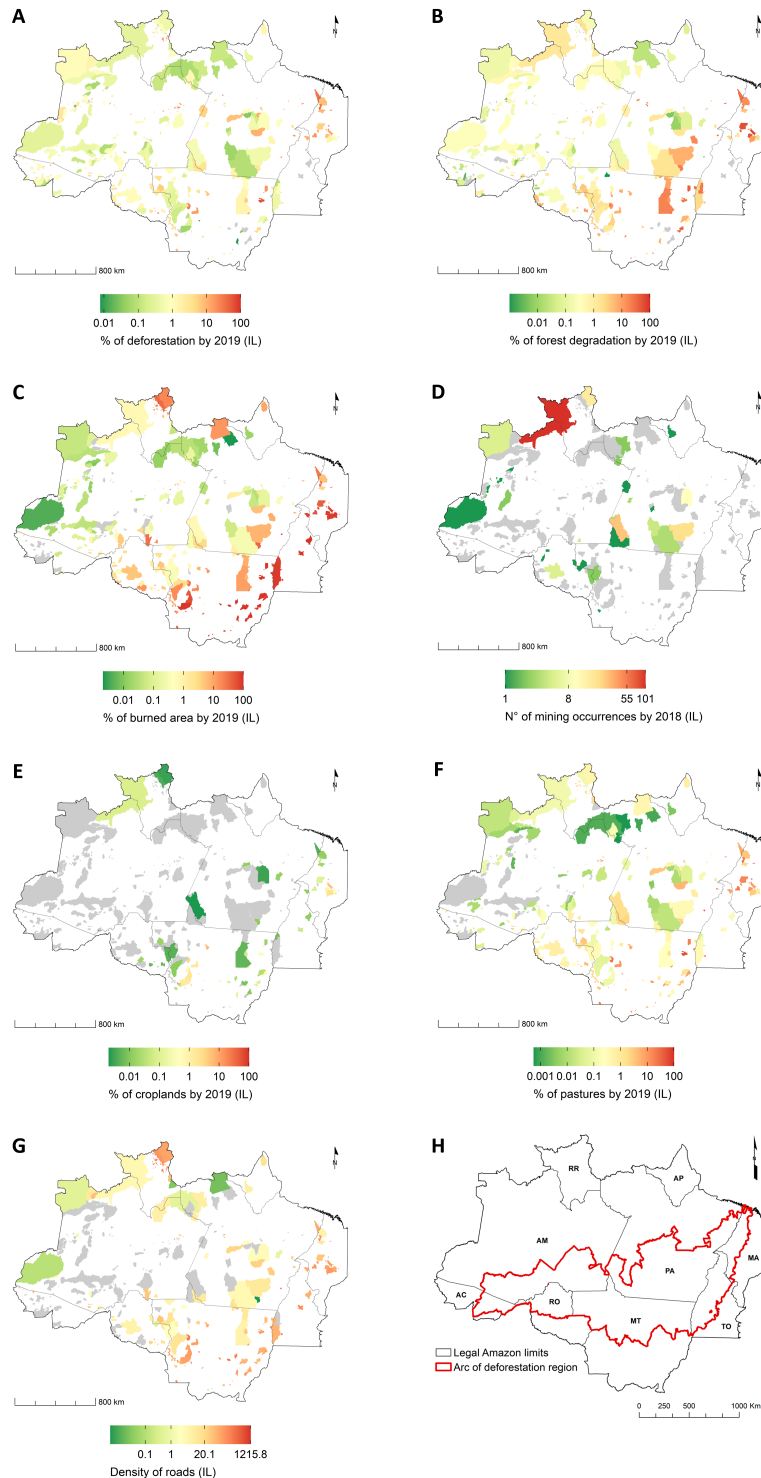 A
N
800 km
0.01 0.1 1 10 100
% of deforestation by 2019 (IL)
B
N
800 km
0.01 0.1 1 10 100
% of forest degradation by 2019 (IL)
C
N
800 km
0.01 0.1 1 10 100
% of burned area by 2019 (IL)
D
N
800 km
1 8 55 101
N° of mining occurrences by 2018 (IL)
E
N
800 km
0.01 0.1 1 10 100
% of croplands by 2019 (IL)
F
N
800 km
0.001 0.01 0.1 1 10 100
% of pastures by 2019 (IL)
G
N
800 km
0.1 1 20.1 1215.8
Density of roads (IL)
H
N
RR
AP
AM
PA
MA
AC
RO
MT
TO
Legal Amazon limits
Arc of deforestation region
0 250 500 1000 Km